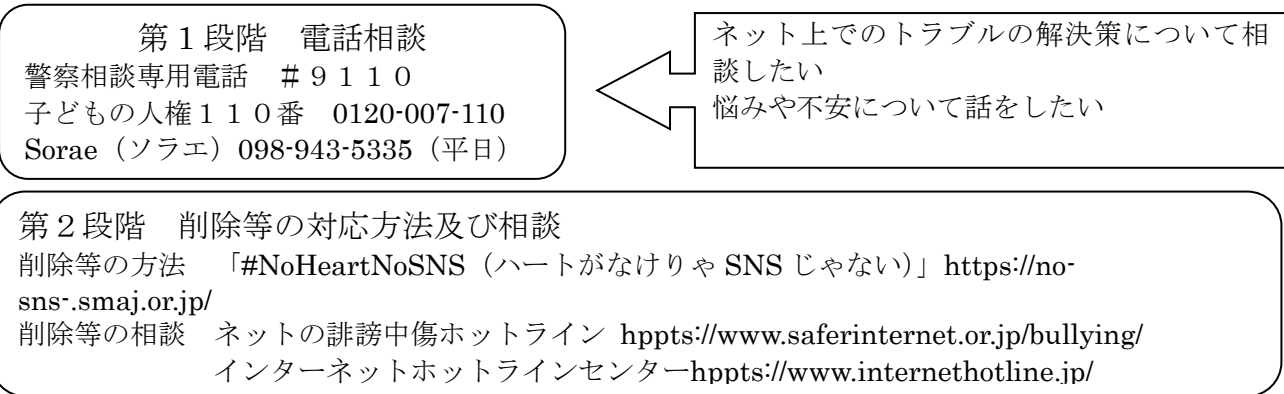 第１段階　電話相談
警察相談専用電話　＃９１１０
子どもの人権１１０番　0120-007-110
Sorae（ソラエ）098-943-5335（平日）
ネット上でのトラブルの解決策について相
談したい
悩みや不安について話をしたい
第２段階　削除等の対応方法及び相談
削除等の方法　「#NoHeartNoSNS（ハートがなけりゃ SNS じゃない）」https://no-
sns-.smaj.or.jp/
削除等の相談　ネットの誹謗中傷ホットライン hppts://www.saferinternet.or.jp/bullying/
インターネットホットラインセンターhppts://www.internethotline.jp/